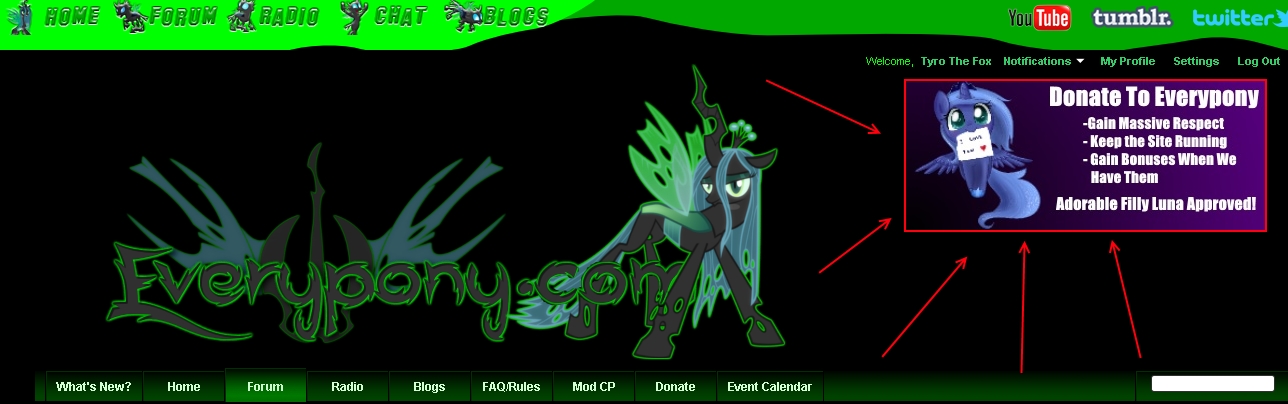 HOME FORUM RADIO CHAT BLOGS
YouTube tumblr. twitter
Welcome, Tyro The Fox Notifications My Profile Settings Log Out
Donate To Everypony
-Gain Massive Respect
- Keep the Site Running
- Gain Bonuses When We
Have Them
Adorable Filly Luna Approved!
I Love
You
Everypony.com
What's New? Home Forum Radio Blogs FAQ/Rules Mod CP Donate Event Calendar